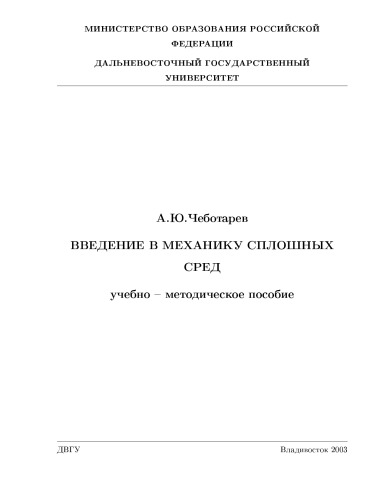 МИНИСТЕРСТВО ОБРАЗОВАНИЯ РОССИЙСКОЙ
ФЕДЕРАЦИИ
ДАЛЬНЕВОСТОЧНЫЙ ГОСУДАРСТВЕННЫЙ
УНИВЕРСИТЕТ
А.Ю.Чеботарев
ВВЕДЕНИЕ В МЕХАНИКУ СПЛОШНЫХ
СРЕД
учебно – методическое пособие
ДВГУ Владивосток 2003